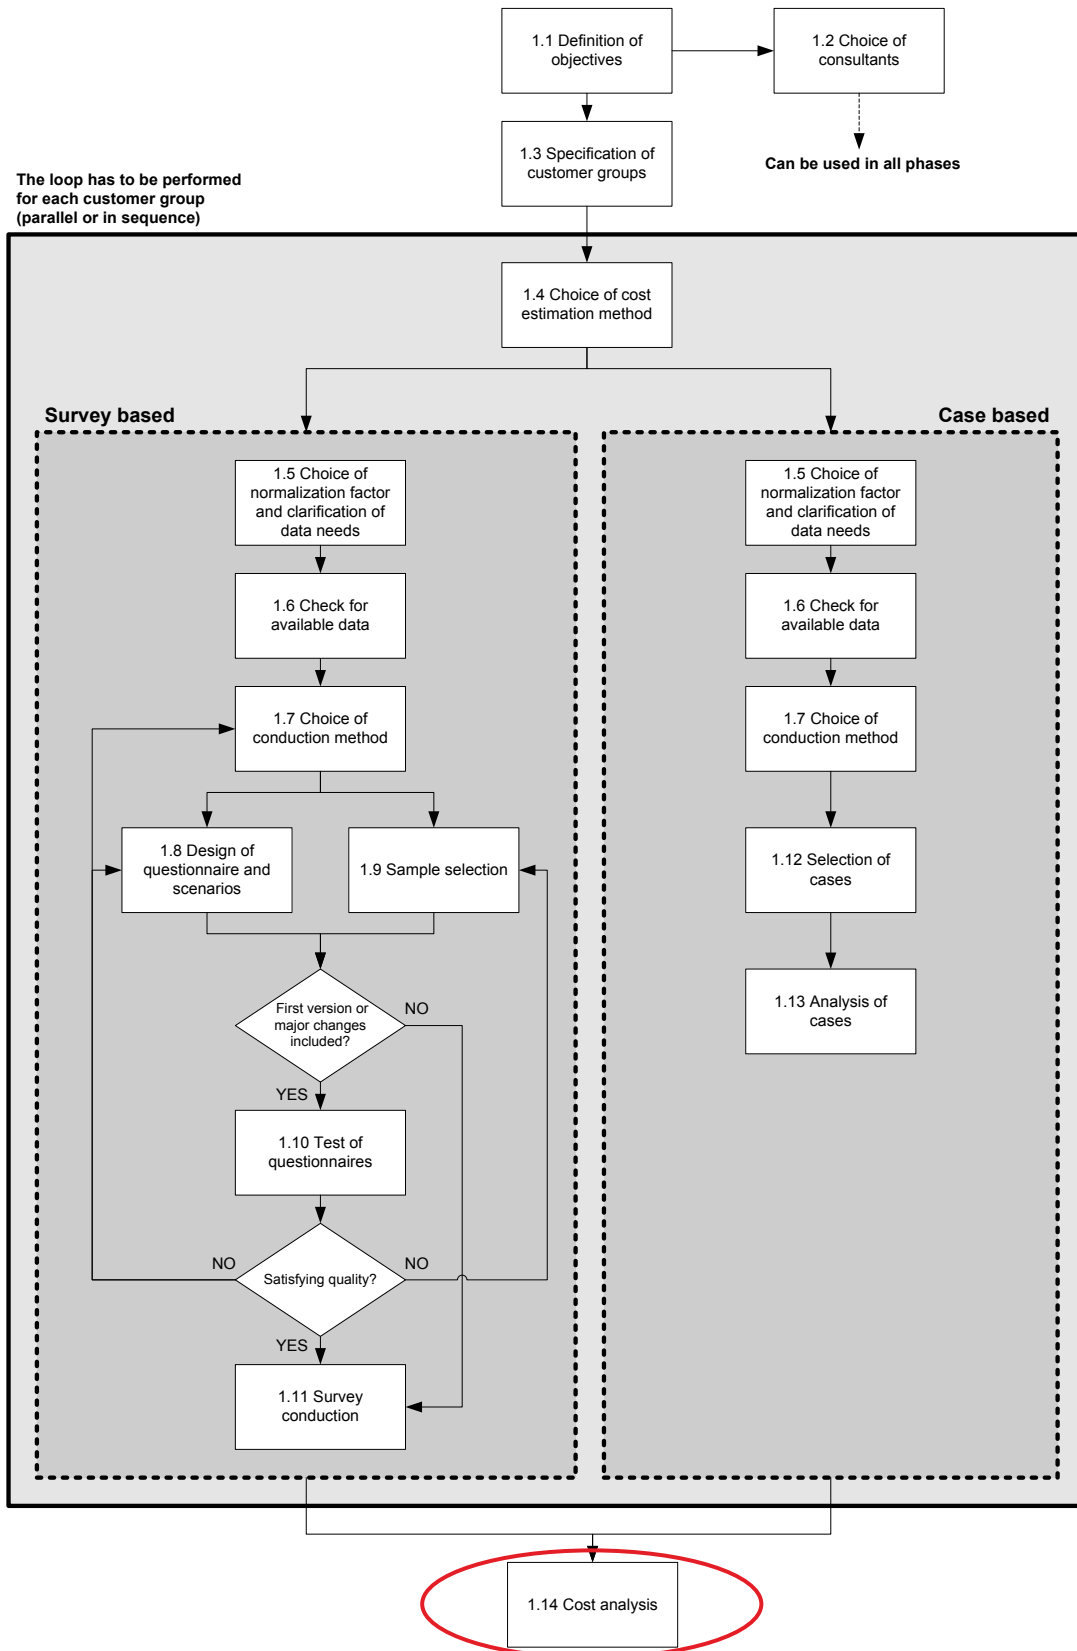 1.1 Definition of
objectives
1.2 Choice of
consultants
1.3 Specification of
customer groups
Can be used in all phases
The loop has to be performed
for each customer group
(parallel or in sequence)
1.4 Choice of cost
estimation method
Survey based
Case based
1.5 Choice of
normalization factor
and clarification of
data needs
1.6 Check for
available data
1.7 Choice of
conduction method
1.8 Design of
questionnaire and
scenarios
1.9 Sample selection
First version or
major changes
included?
NO
YES
1.10 Test of
questionnaires
NO
Satisfying quality?
NO
YES
1.11 Survey
conduction
1.5 Choice of
normalization factor
and clarification of
data needs
1.6 Check for
available data
1.7 Choice of
conduction method
1.12 Selection of
cases
1.13 Analysis of
cases
1.14 Cost analysis